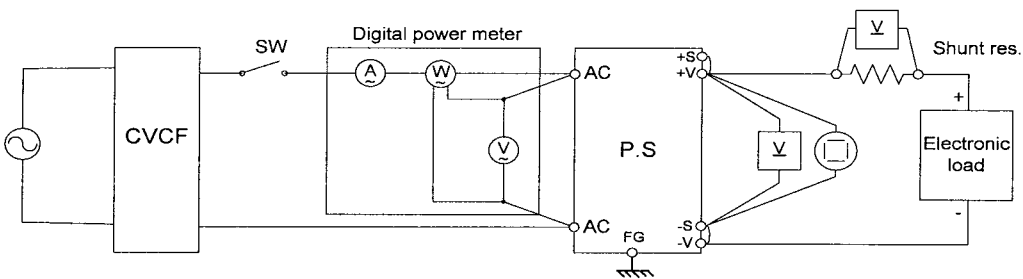 Digital power meter
SW
CVCF
A
W
V
AC
AC
P.S
FG
+S
+V
-S
-V
V
V
Shunt res.
+
Electronic
load
-